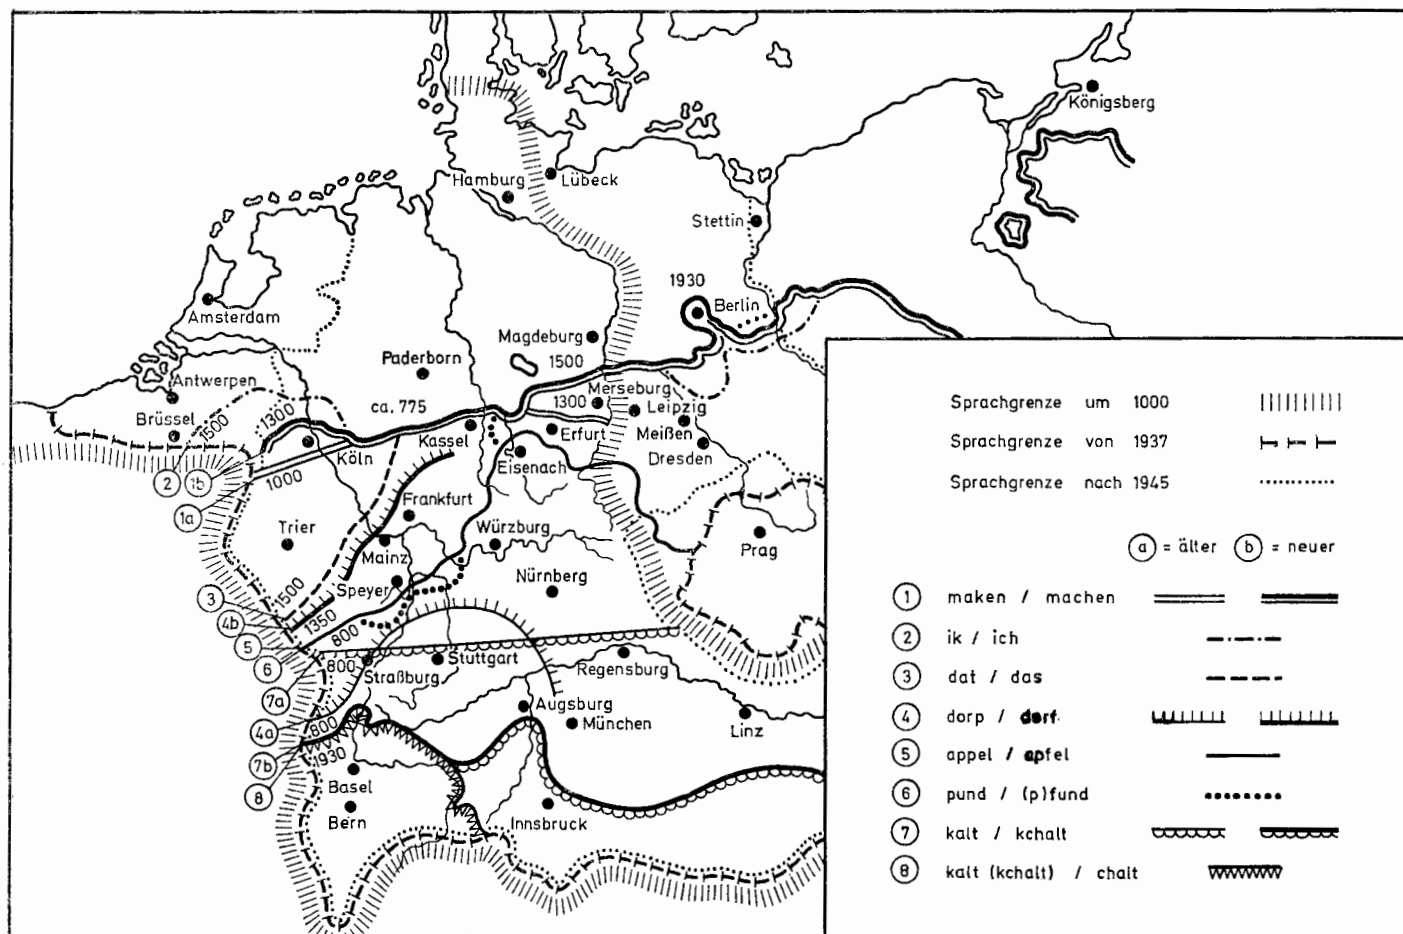 Königsberg
Hamburg
Lübeck
Stettin
1930
Berlin
Amsterdam
Magdeburg
Paderborn
1500
Antwerpen
Merseburg
1300
ca. 775
Brüssel
1500
1300
Leipzig
Kassel
Erfurt
Meißen
Köln
Eisenach
Dresden
2
1b
1000
1a
Frankfurt
Trier
Würzburg
Mainz
Prag
Speyer
Nürnberg
1500
3
4b
1350
800
5
6
800
Straßburg
Stuttgart
Regensburg
7a
Augsburg
4a
800
München
Linz
7b
1930
8
Basel
Bern
Innsbruck
Sprachgrenze um 1000
Sprachgrenze von 1937
Sprachgrenze nach 1945
a = älter b = neuer
1 maken / machen
2 ik / ich
3 dat / das
4 dorp / dorf
5 appel / apfel
6 pund / (p)fund
7 kalt / kchalt
8 kalt (kchalt) / chalt